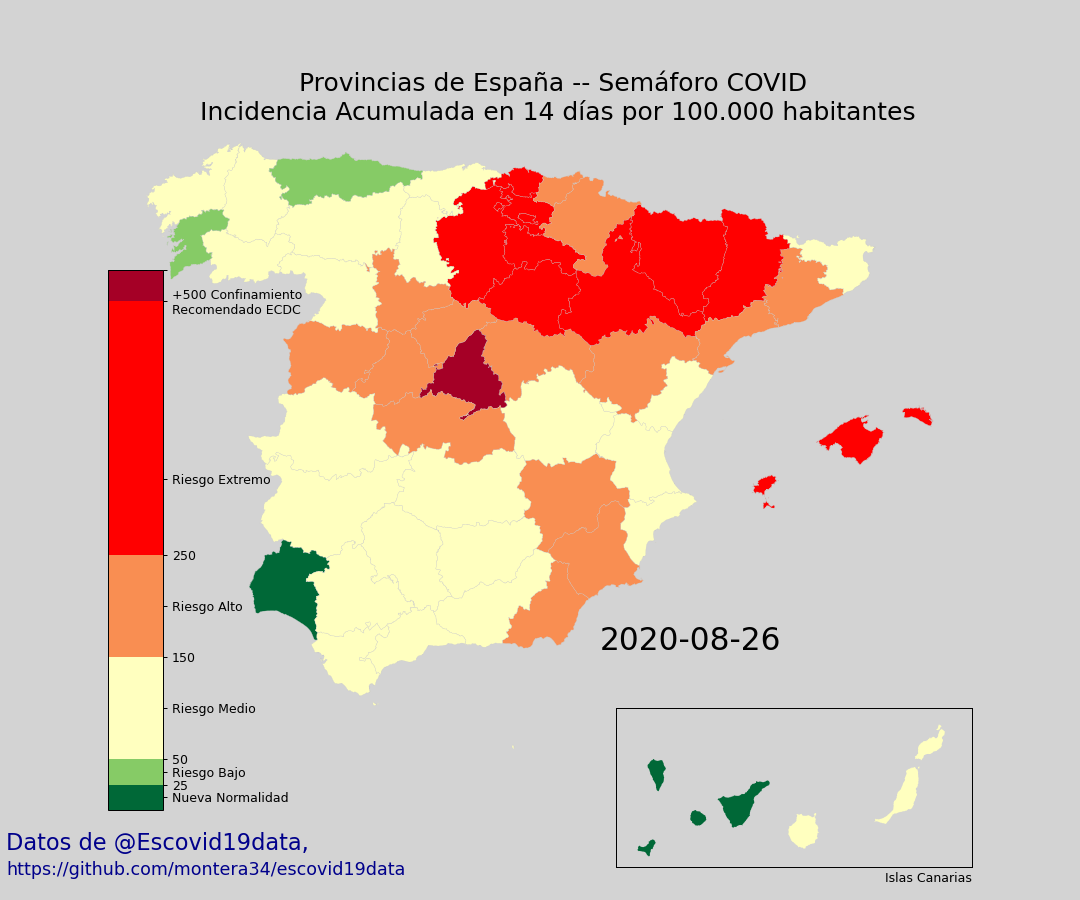 Provincias de España -- Semáforo COVID
Incidencia Acumulada en 14 días por 100.000 habitantes
+500 Confinamiento
Recomendado ECDC
Riesgo Extremo
250
Riesgo Alto
2020-08-26
150
Riesgo Medio
50
Riesgo Bajo
25
Nueva Normalidad
Datos de @Escovid19data,
https://github.com/montera34/escovid19data
Islas Canarias